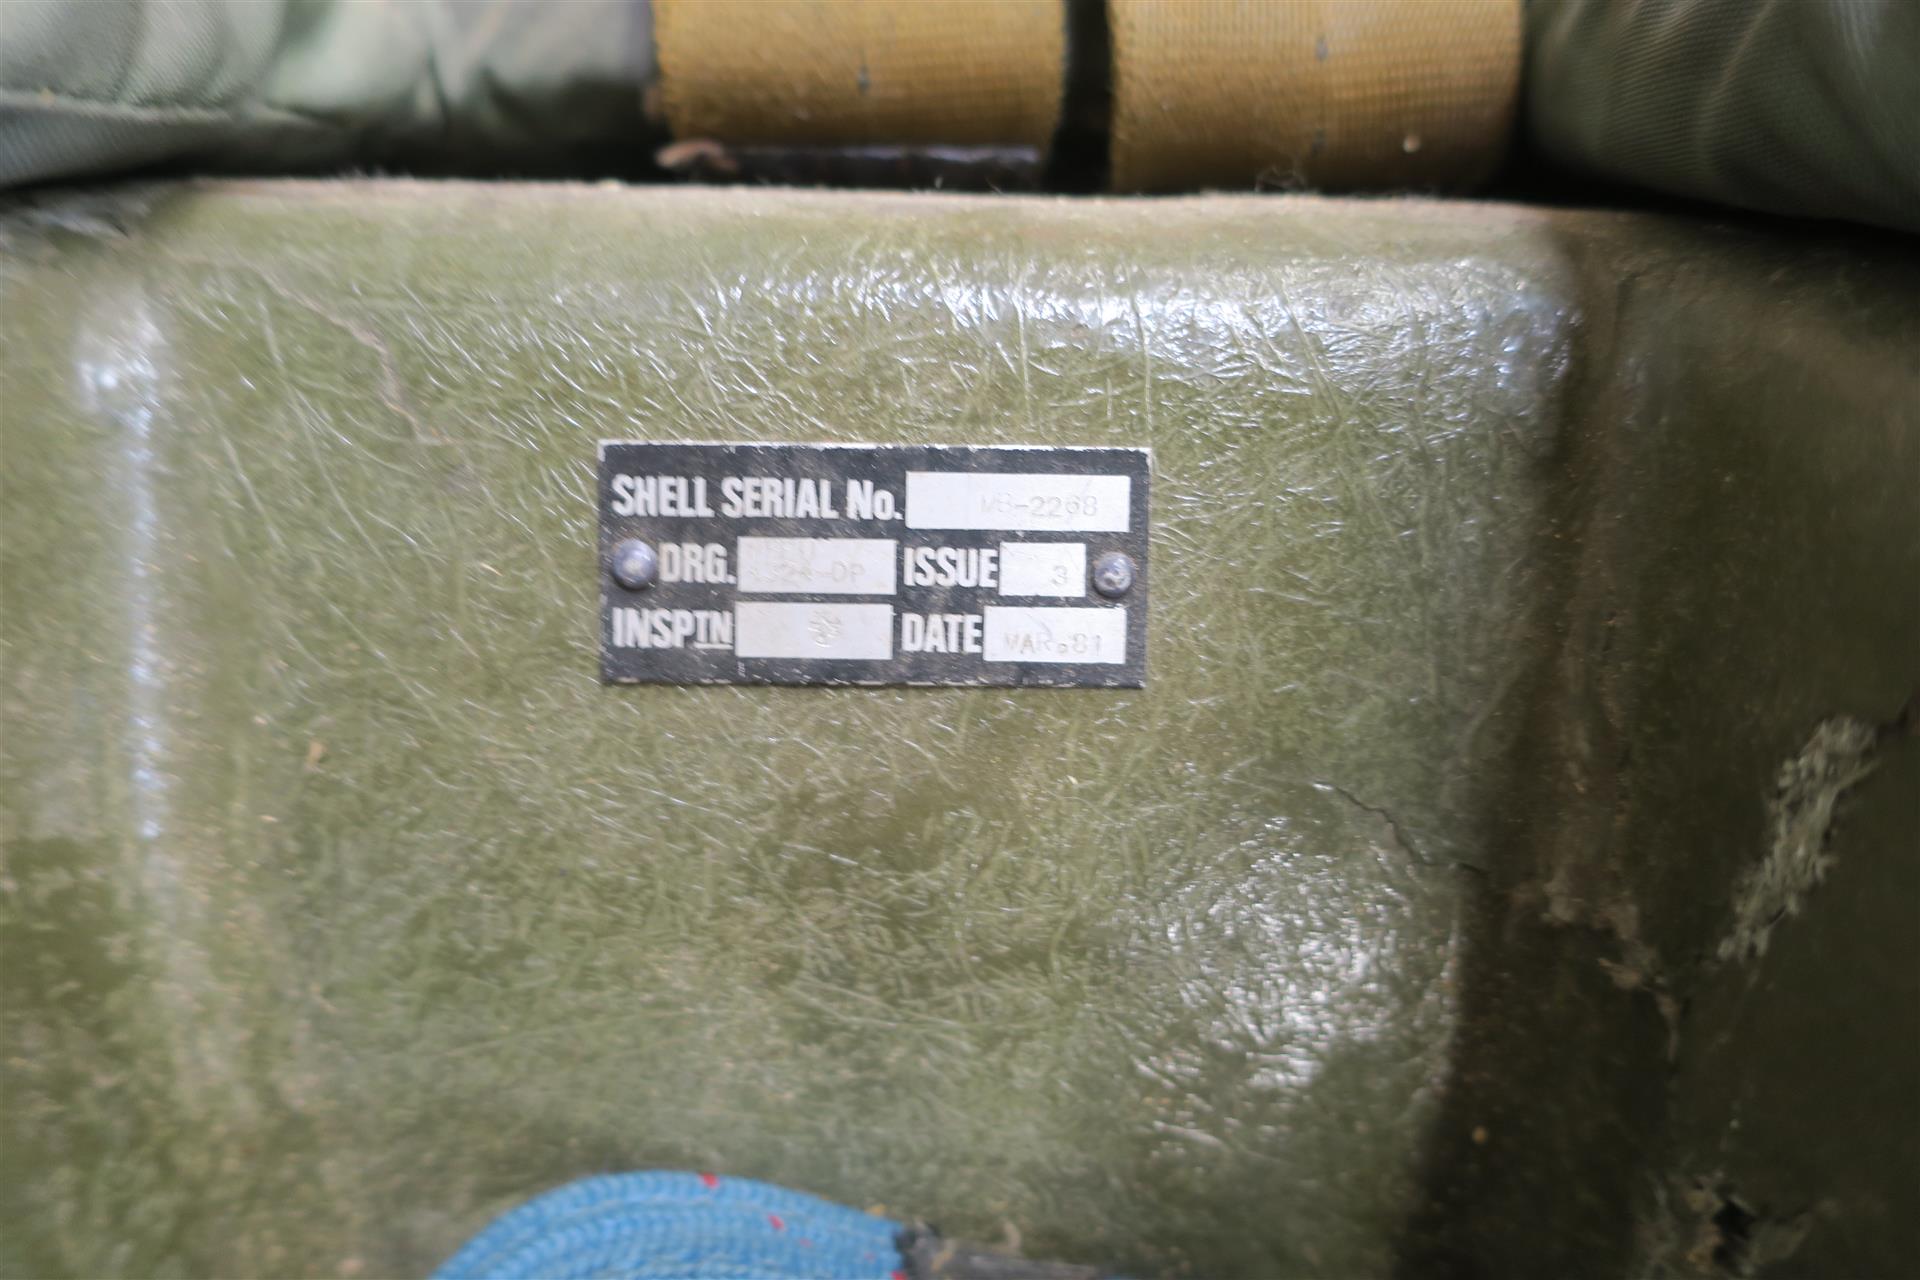 SHELL SERIAL No. MB-2268
DRG. ISSUE 3
INSPTN DATE MAR.81